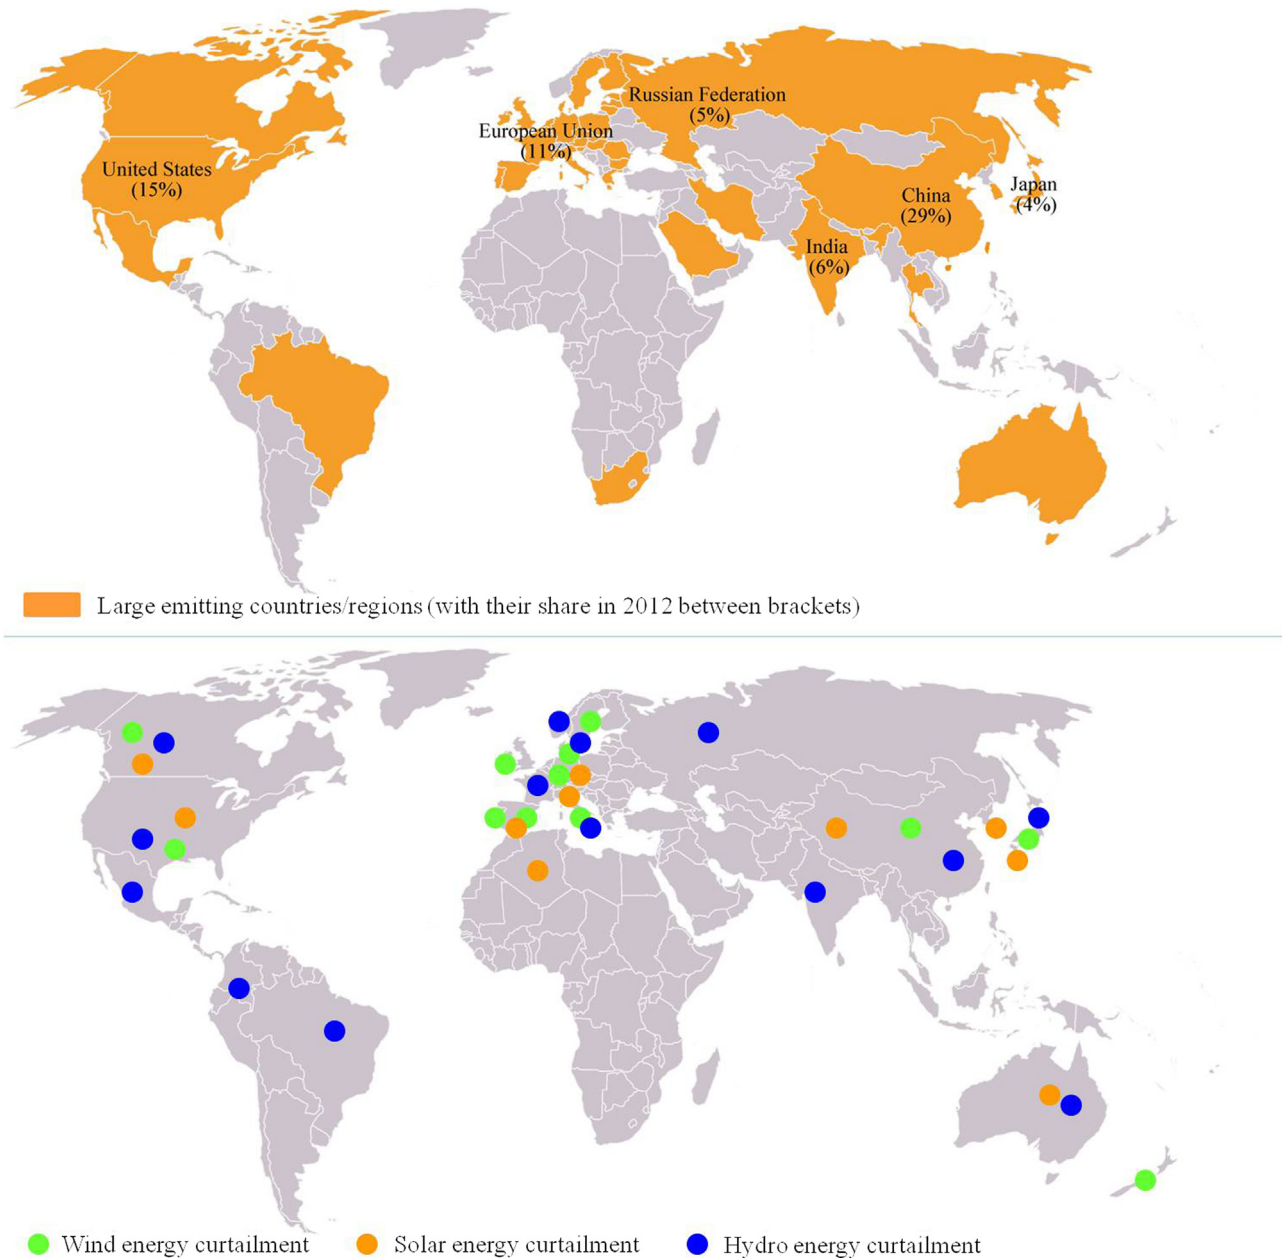 Russian Federation
(5%)
European Union
(11%)
United States
(15%)
China
(29%)
Japan
(4%)
India
(6%)
Large emitting countries/regions (with their share in 2012 between brackets)
Wind energy curtailment
Solar energy curtailment
Hydro energy curtailment